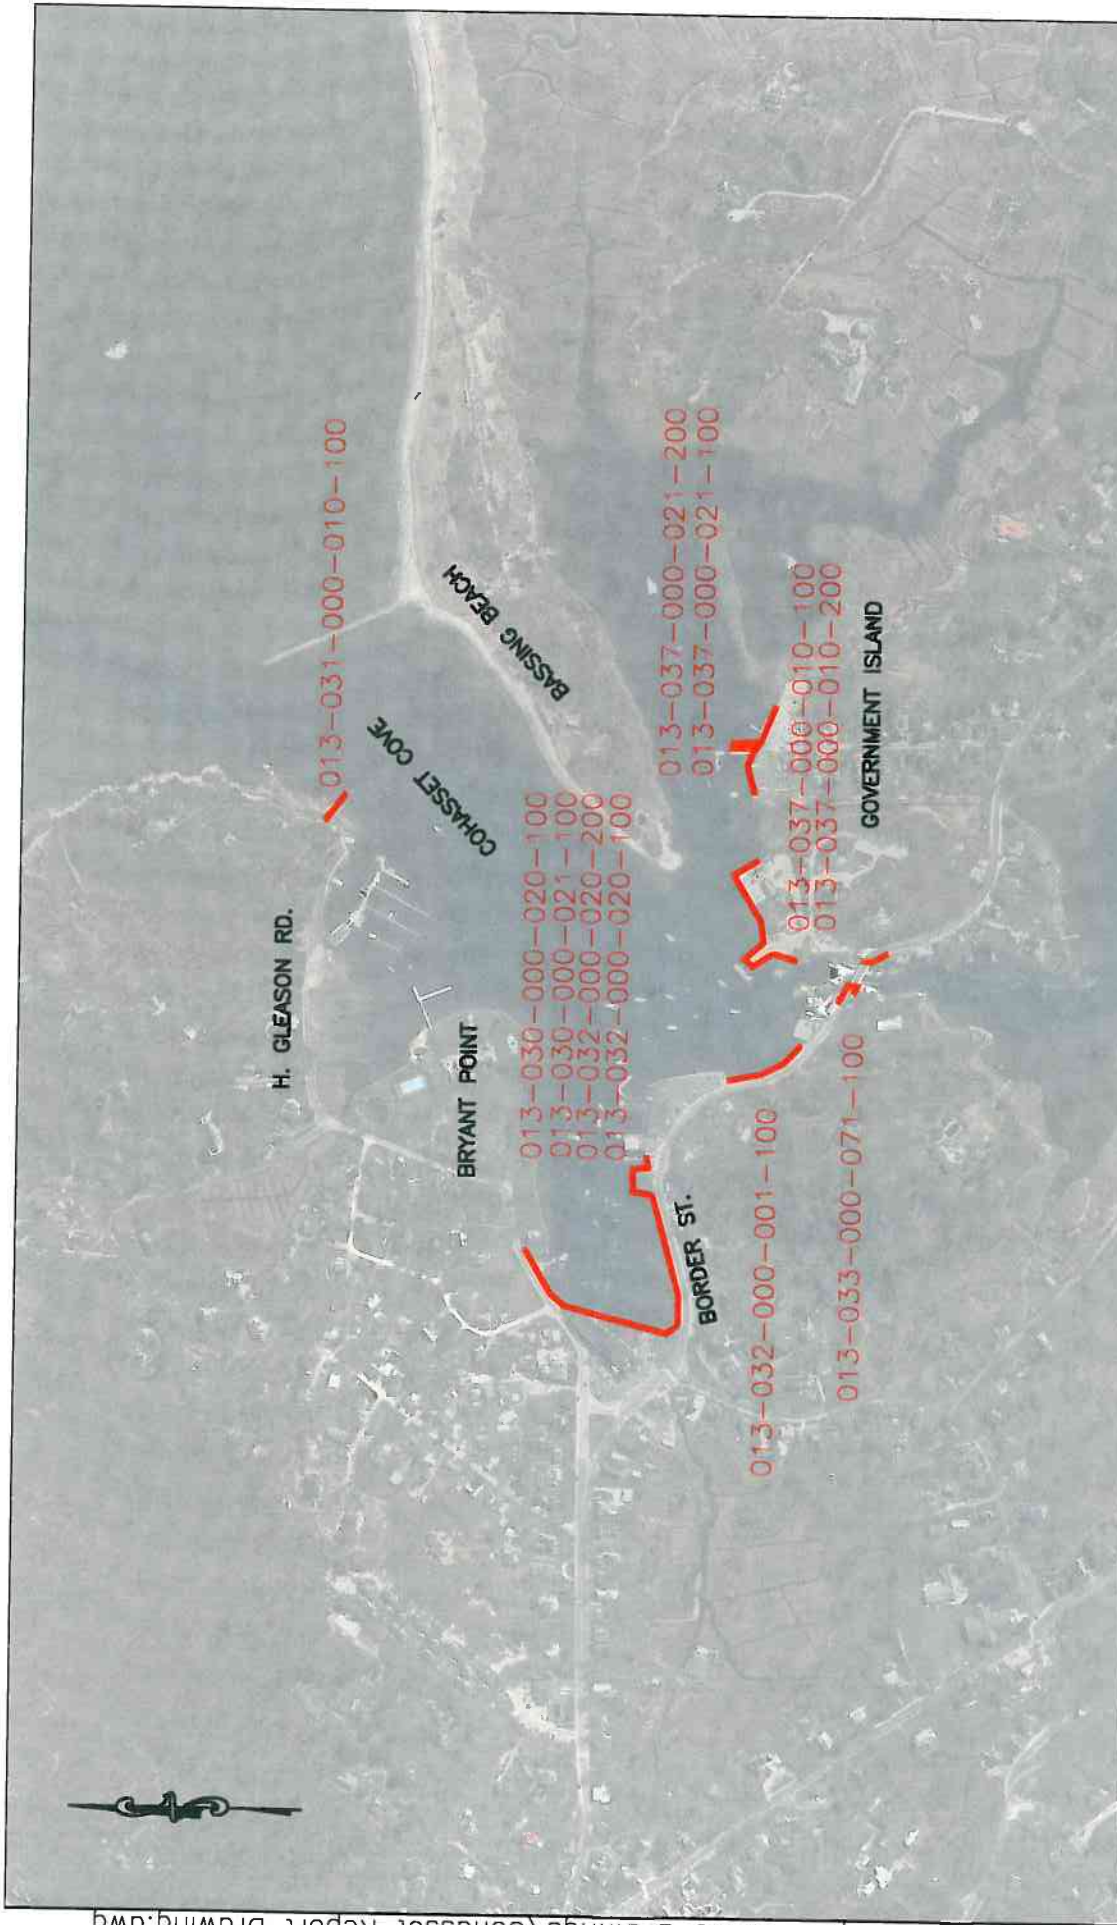 013-031-000-010-100
H. GLEASON RD.
COHASSET COVE
BASSING BEACH
BRYANT POINT
013-030-000-020-100
013-030-000-021-100
013-032-000-020-200
013-032-000-020-100
013-037-000-021-200
013-037-000-021-100
BORDER ST.
013-037-000-010-100
013-037-000-010-200
GOVERNMENT ISLAND
013-032-000-001-100
013-033-000-071-100
Report Drawing.dwg